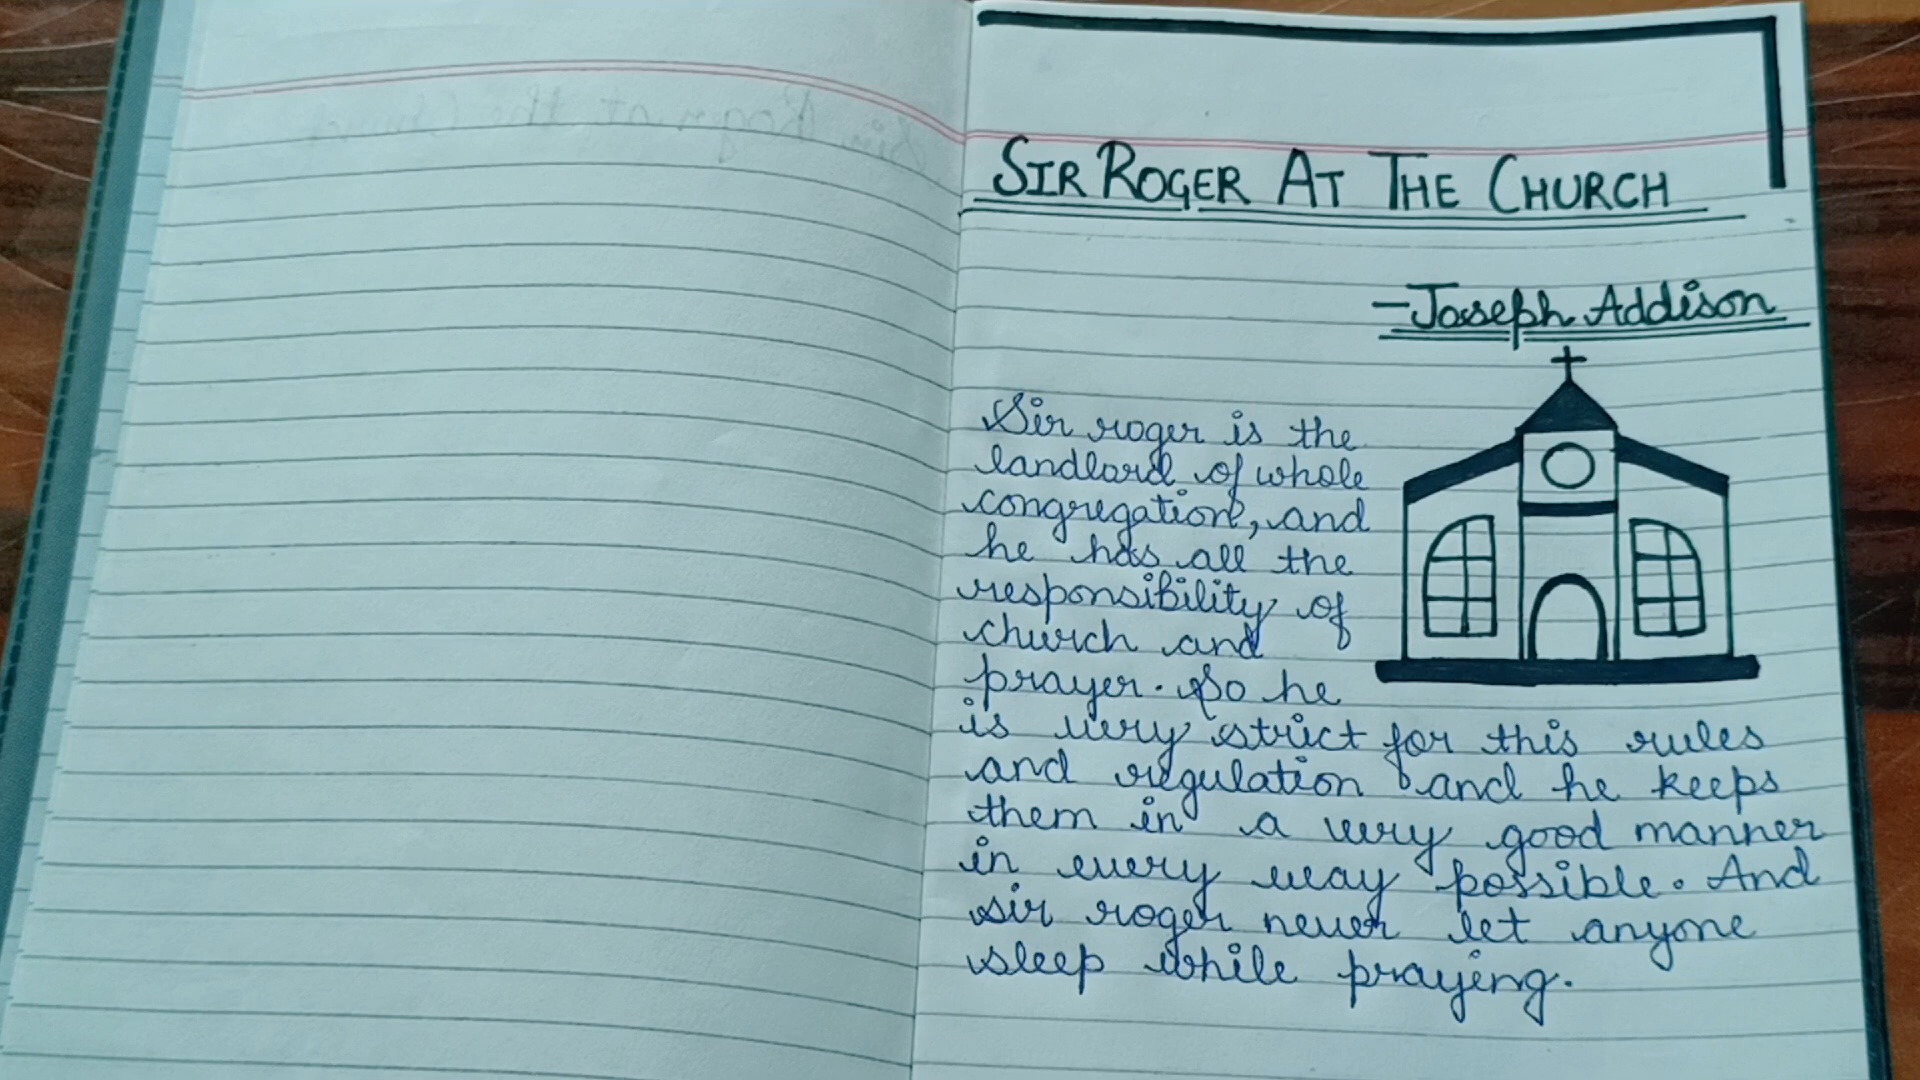 SIR ROGER AT THE CHURCH
-Joseph Addison
Sir roger is the
landlord of whole
congregation, and
he has all the
responsibility of
church and
prayer. So he
is very strict for this rules
and regulation and he keeps
them in a very good manner
in every way possible. And
sir roger never let anyone
sleep while praying.